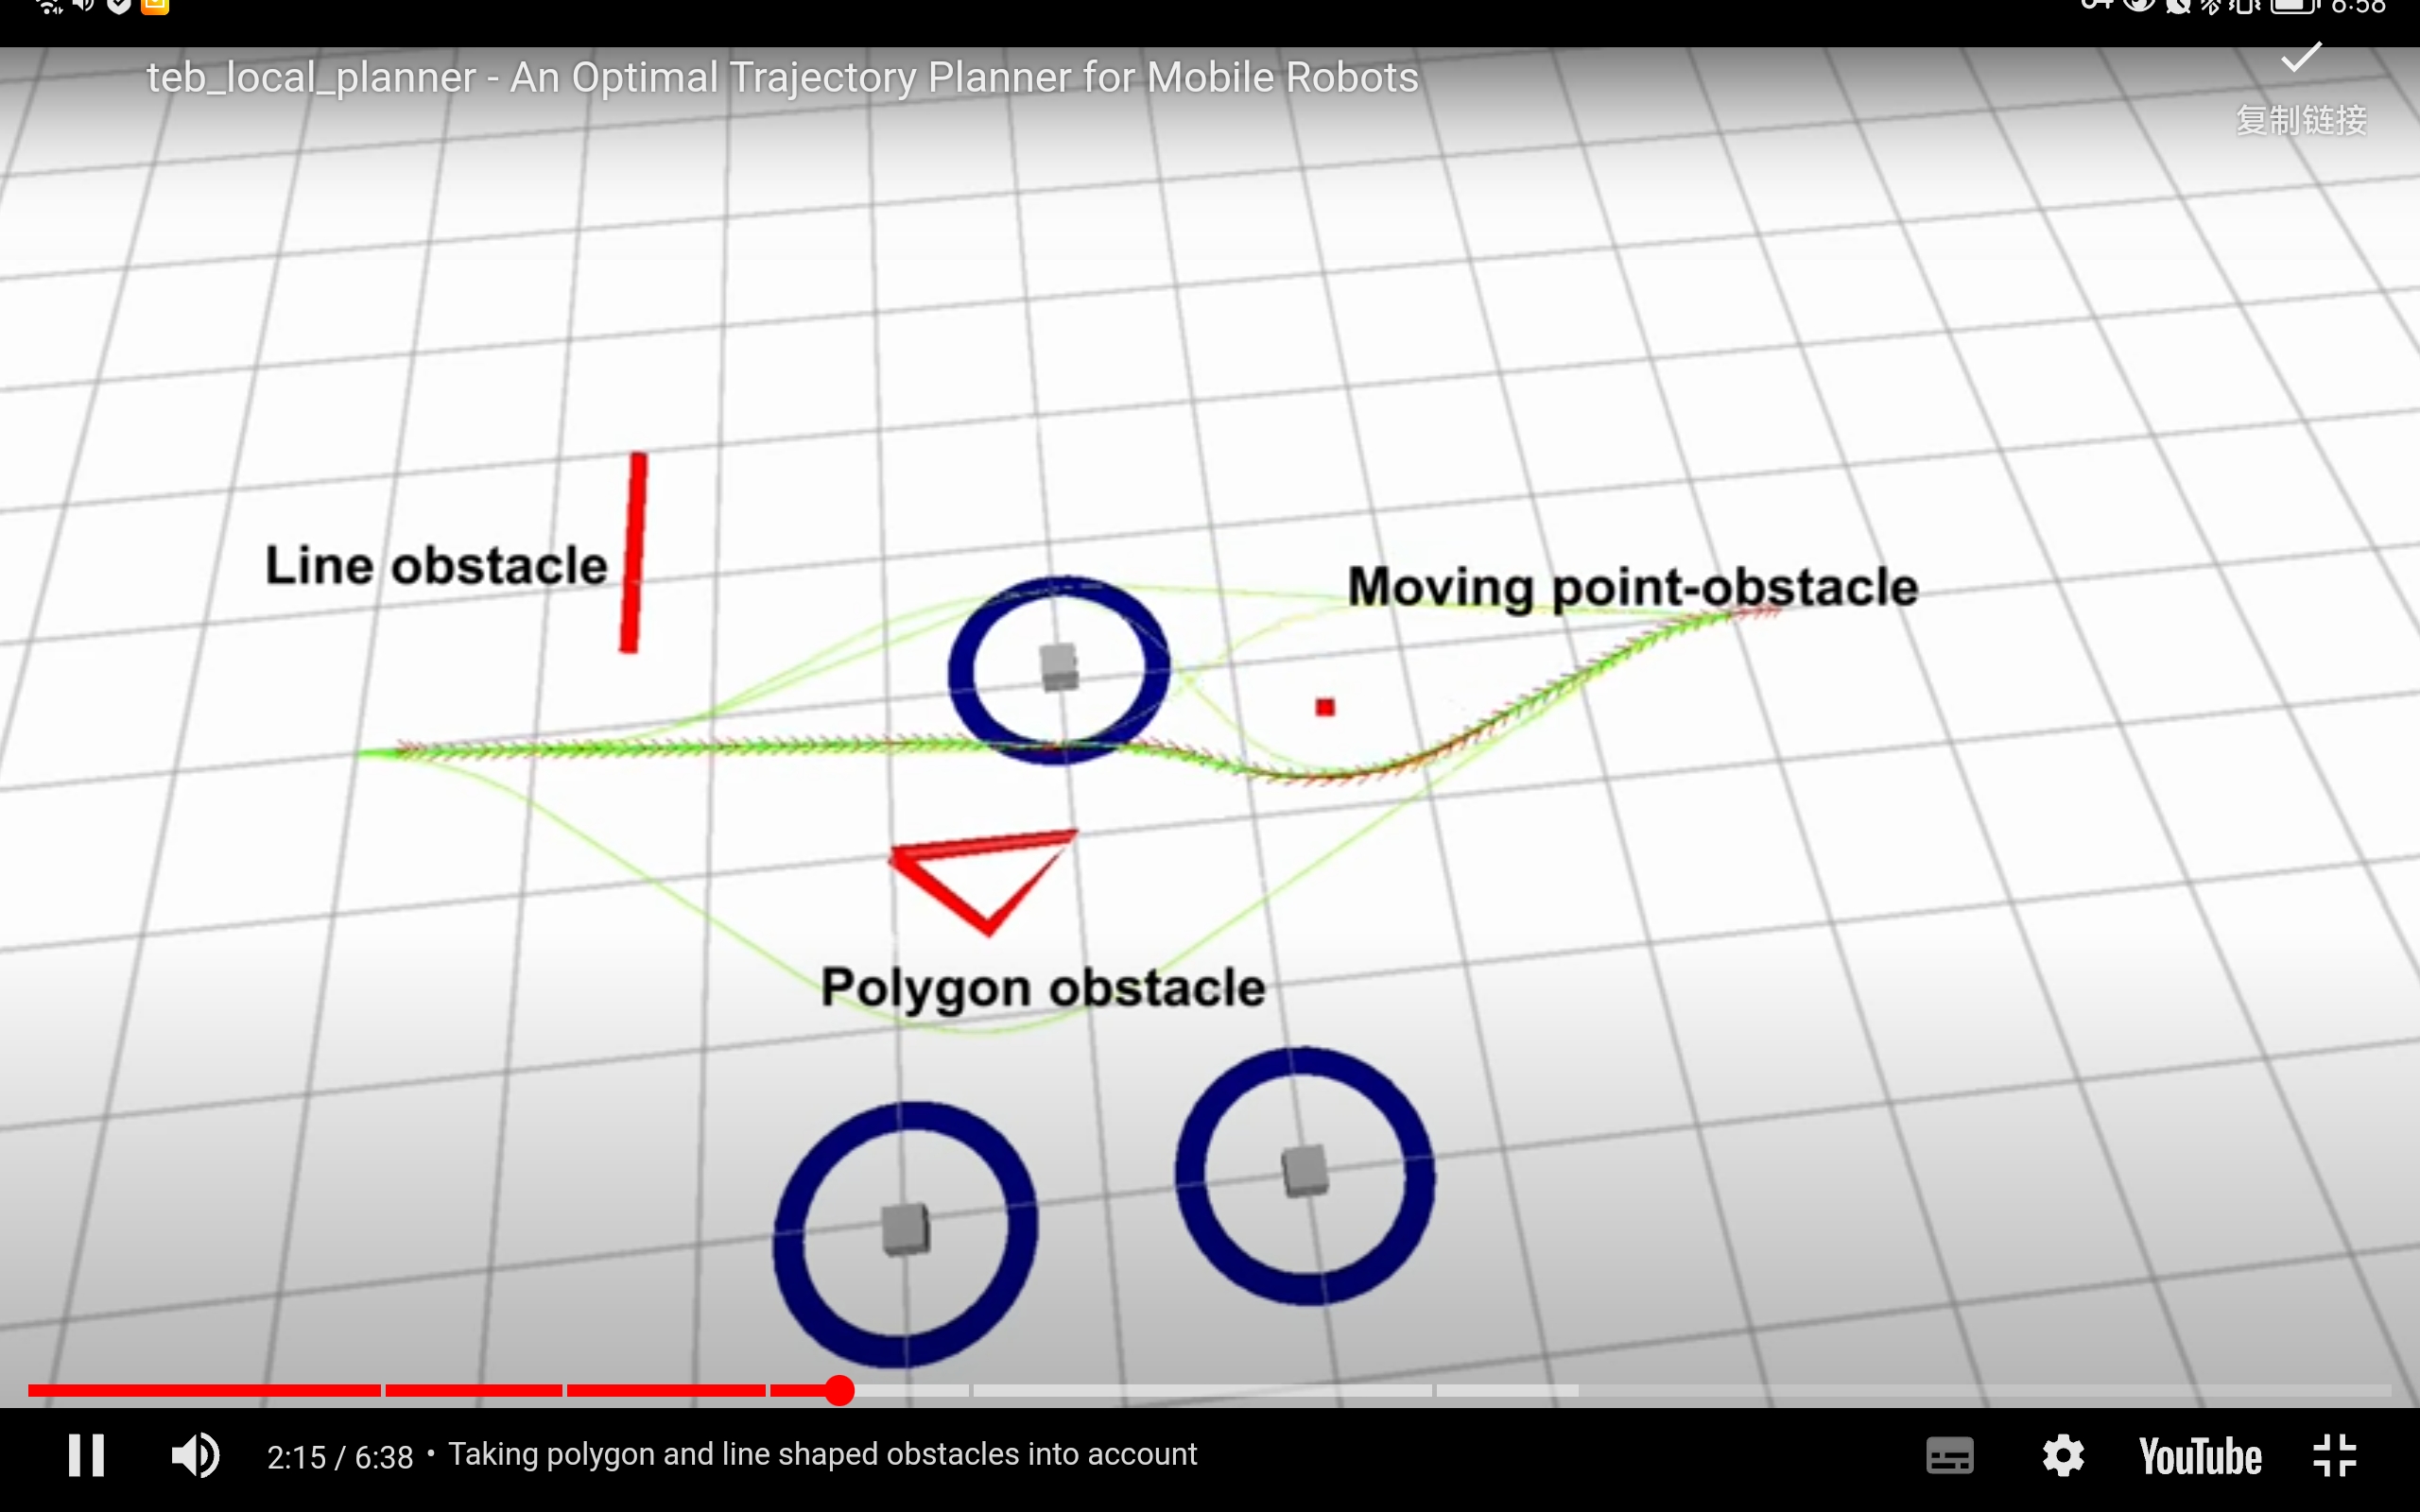 6:58
teb_local_planner - An Optimal Trajectory Planner for Mobile Robots
复制链接
Line obstacle
Moving point-obstacle
Polygon obstacle
2:15 / 6:38 • Taking polygon and line shaped obstacles into account
YouTube